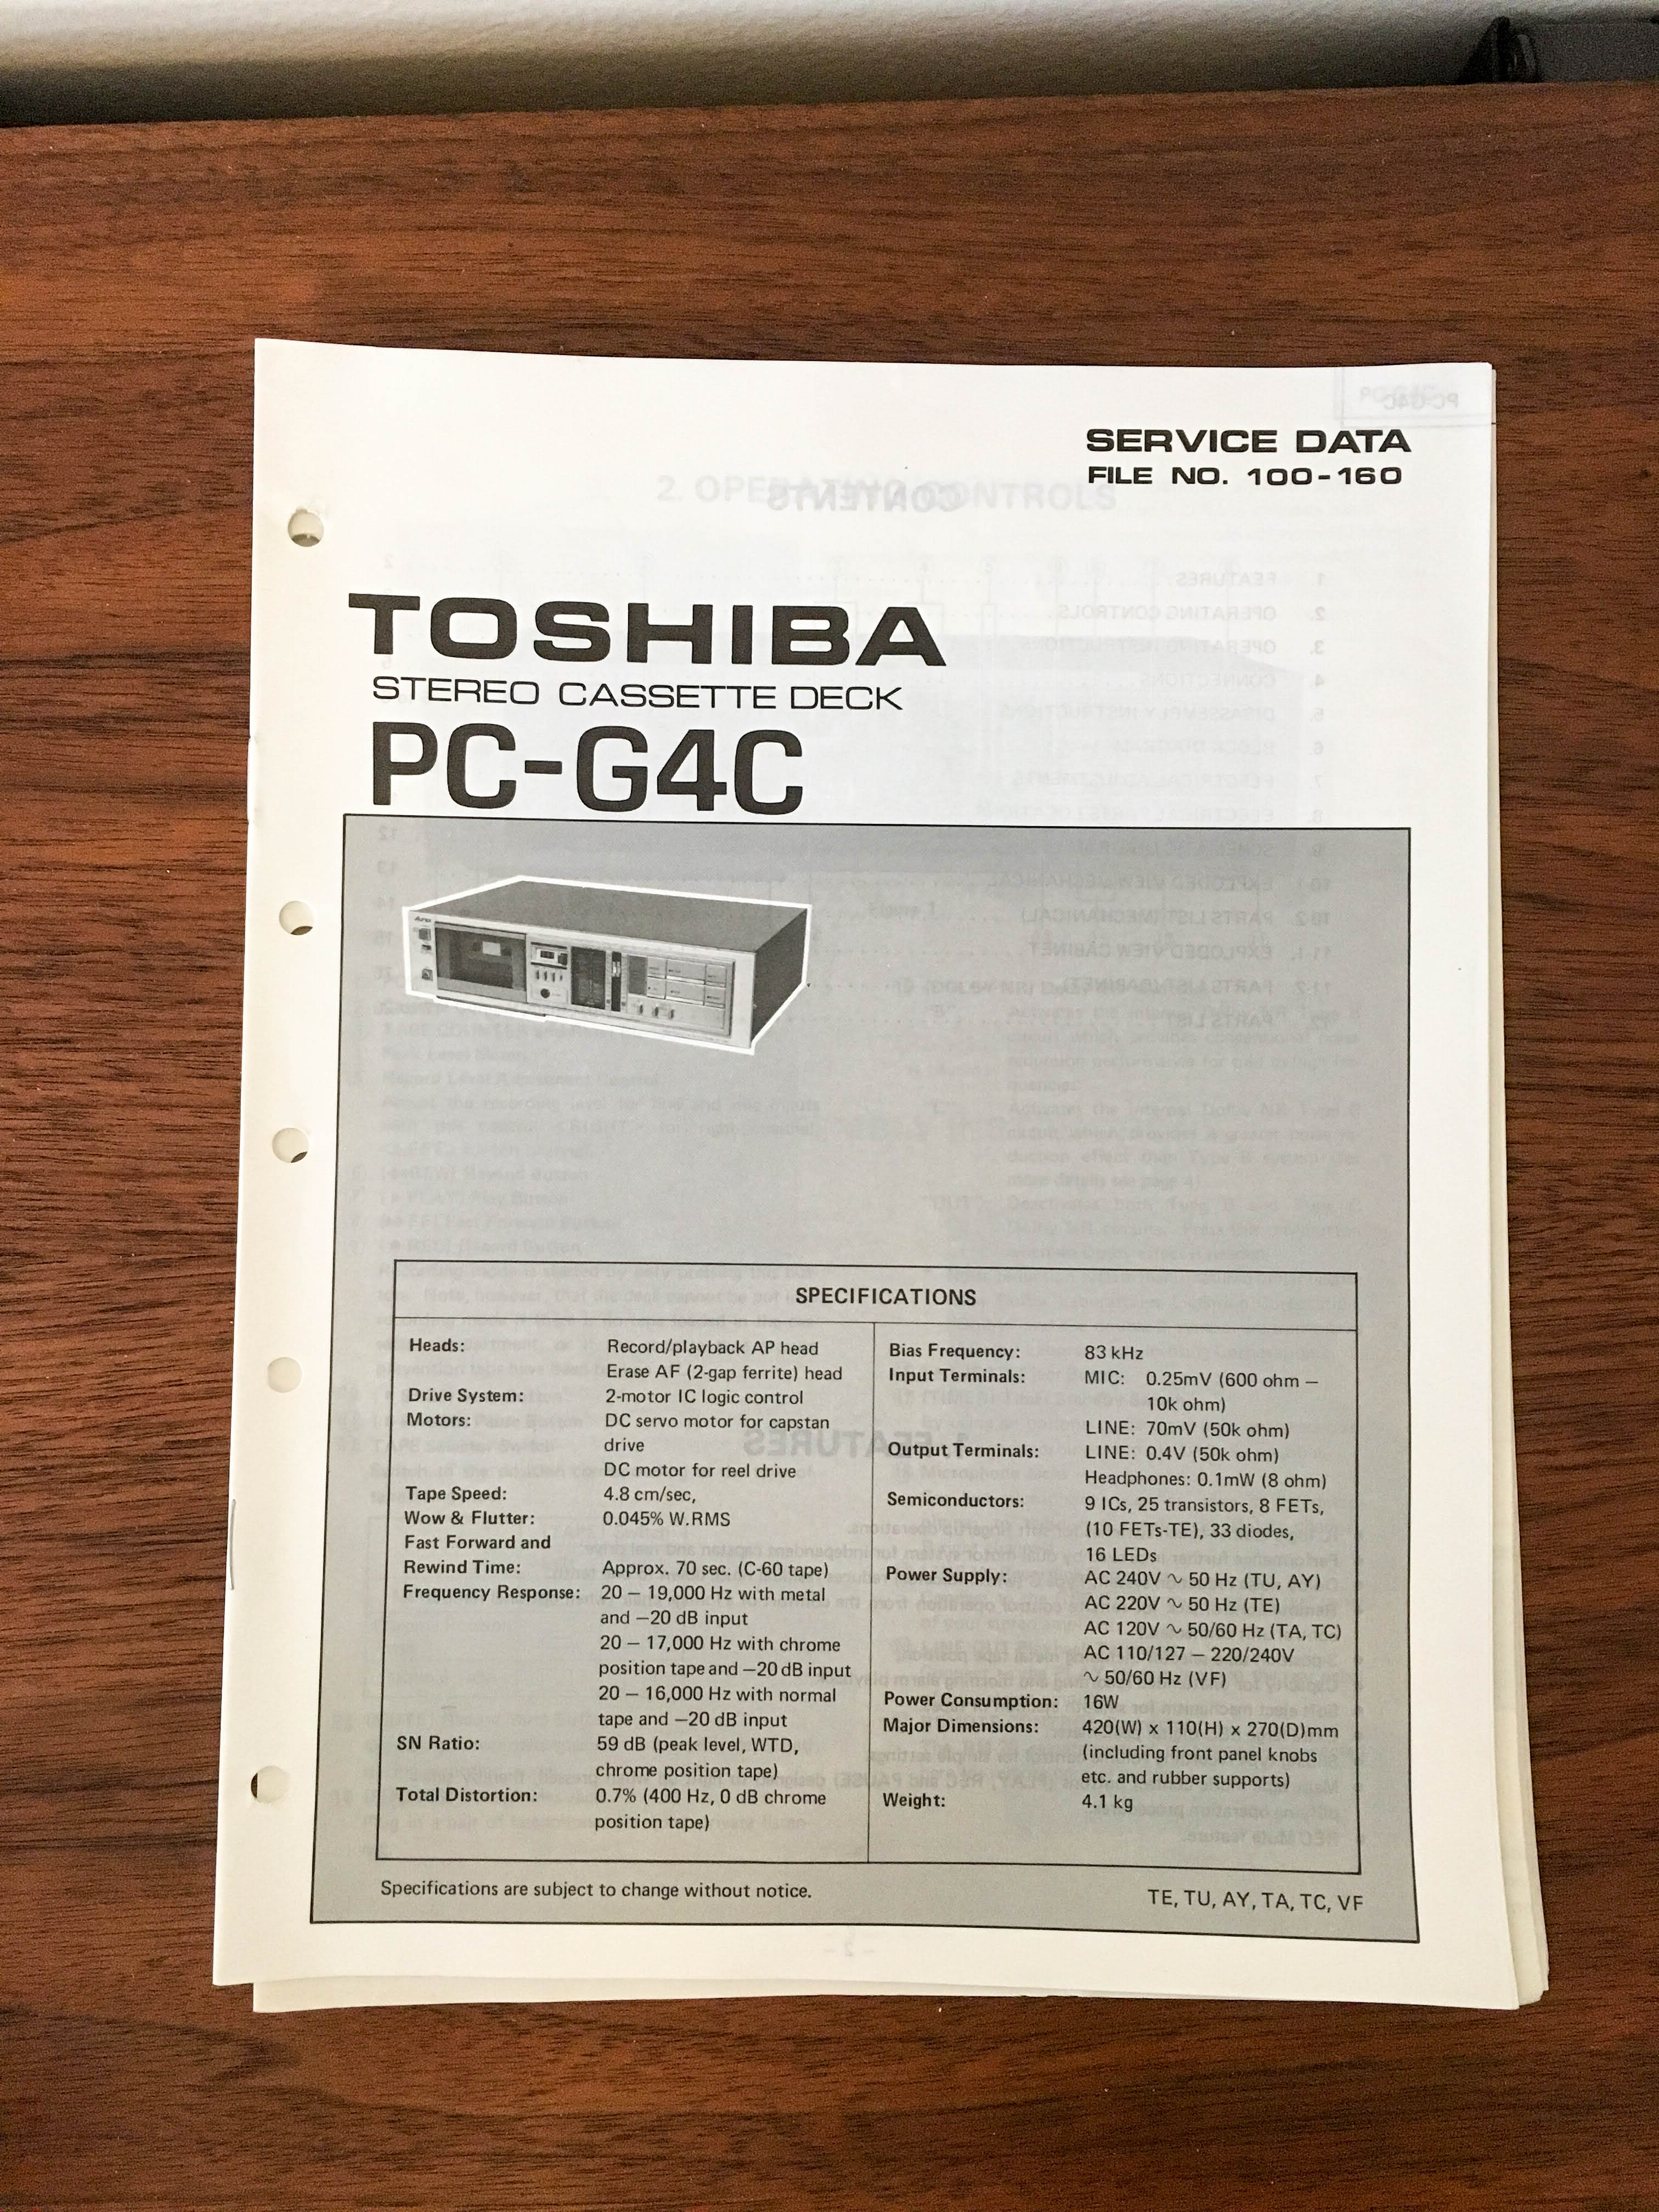 SERVICE DATA
FILE NO. 100-160
TOSHIBA
STEREO CASSETTE DECK
PC-G4C
SPECIFICATIONS
Heads: Record/playback AP head
Erase AF (2-gap ferrite) head
Drive System: 2-motor IC logic control
Motors: DC servo motor for capstan
drive
DC motor for reel drive
Tape Speed: 4.8 cm/sec,
Wow & Flutter: 0.045% W.RMS
Fast Forward and
Rewind Time: Approx. 70 sec. (C-60 tape)
Frequency Response: 20 – 19,000 Hz with metal
and –20 dB input
20 – 17,000 Hz with chrome
position tape and –20 dB input
20 – 16,000 Hz with normal
tape and –20 dB input
SN Ratio: 59 dB (peak level, WTD,
chrome position tape)
Total Distortion: 0.7% (400 Hz, 0 dB chrome
position tape)
Bias Frequency: 83 kHz
Input Terminals: MIC: 0.25mV (600 ohm –
10k ohm)
LINE: 70mV (50k ohm)
Output Terminals: LINE: 0.4V (50k ohm)
Headphones: 0.1mW (8 ohm)
Semiconductors: 9 ICs, 25 transistors, 8 FETs,
(10 FETs-TE), 33 diodes,
16 LEDs
Power Supply: AC 240V ∿ 50 Hz (TU, AY)
AC 220V ∿ 50 Hz (TE)
AC 120V ∿ 50/60 Hz (TA, TC)
AC 110/127 – 220/240V
∿ 50/60 Hz (VF)
Power Consumption: 16W
Major Dimensions: 420(W) x 110(H) x 270(D)mm
(including front panel knobs
etc. and rubber supports)
Weight: 4.1 kg
Specifications are subject to change without notice.
TE, TU, AY, TA, TC, VF